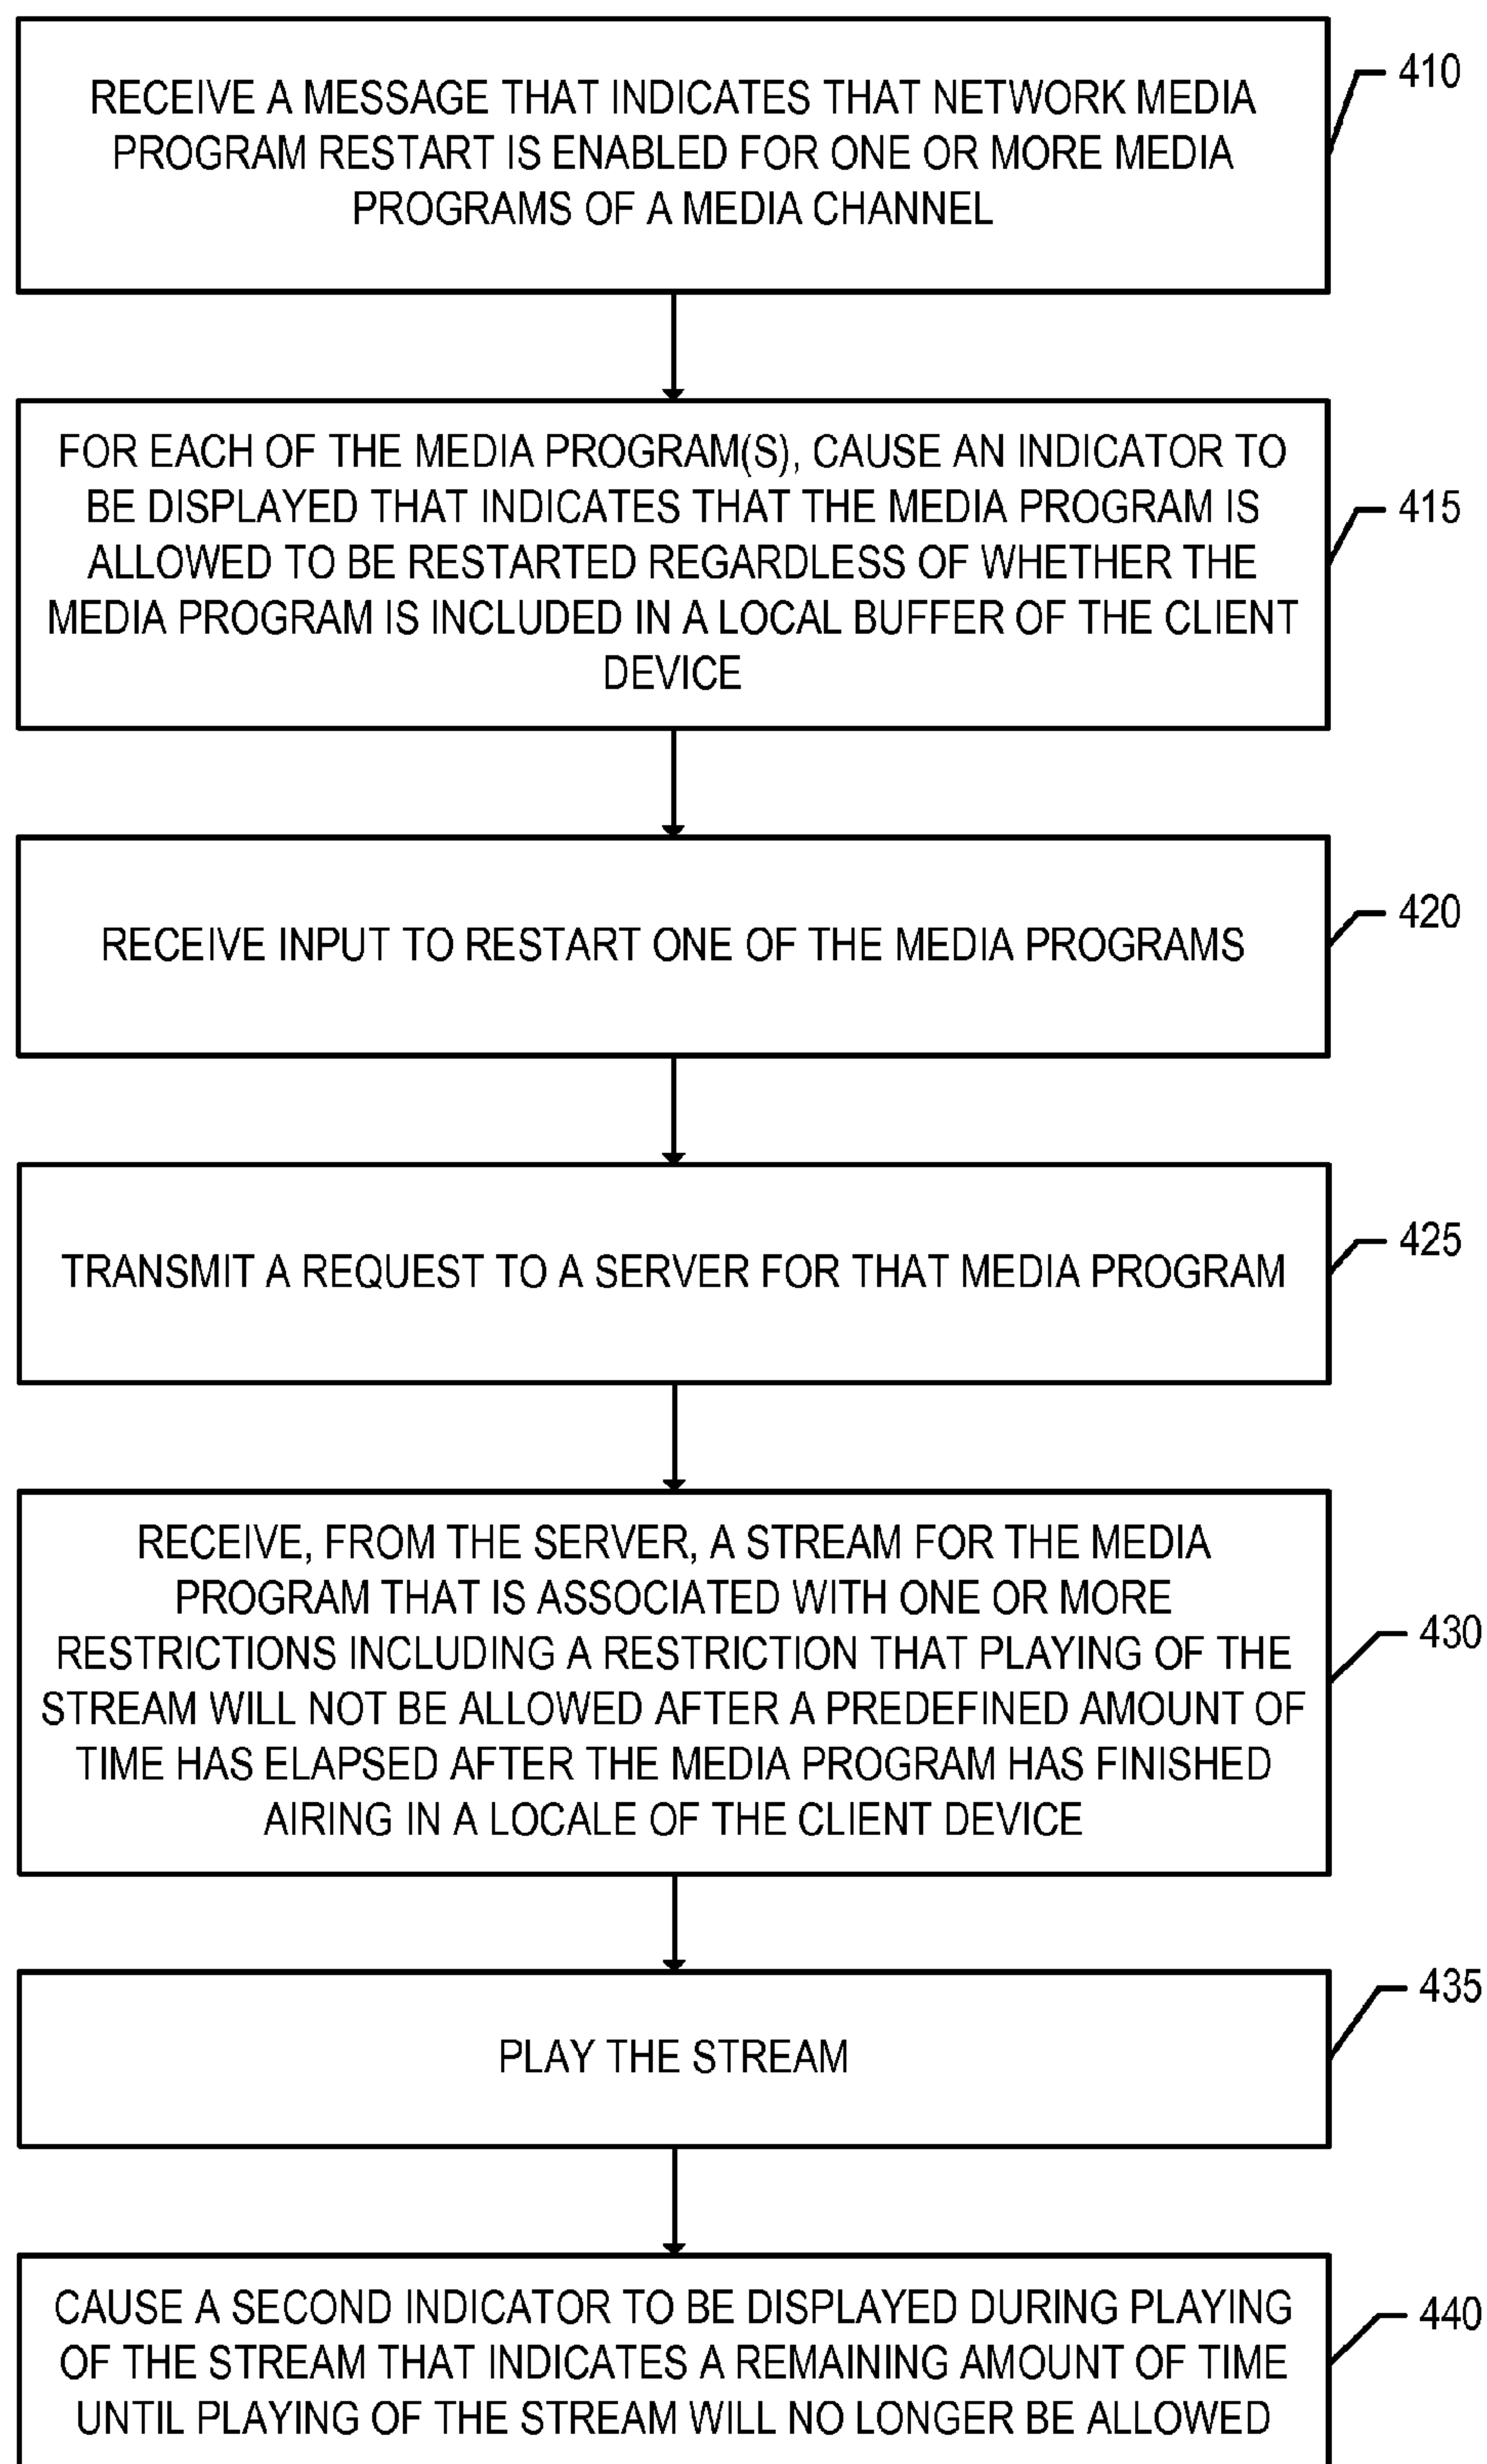 RECEIVE A MESSAGE THAT INDICATES THAT NETWORK MEDIA
PROGRAM RESTART IS ENABLED FOR ONE OR MORE MEDIA
PROGRAMS OF A MEDIA CHANNEL
410
FOR EACH OF THE MEDIA PROGRAM(S), CAUSE AN INDICATOR TO
BE DISPLAYED THAT INDICATES THAT THE MEDIA PROGRAM IS
ALLOWED TO BE RESTARTED REGARDLESS OF WHETHER THE
MEDIA PROGRAM IS INCLUDED IN A LOCAL BUFFER OF THE CLIENT
DEVICE
415
RECEIVE INPUT TO RESTART ONE OF THE MEDIA PROGRAMS
420
TRANSMIT A REQUEST TO A SERVER FOR THAT MEDIA PROGRAM
425
RECEIVE, FROM THE SERVER, A STREAM FOR THE MEDIA
PROGRAM THAT IS ASSOCIATED WITH ONE OR MORE
RESTRICTIONS INCLUDING A RESTRICTION THAT PLAYING OF THE
STREAM WILL NOT BE ALLOWED AFTER A PREDEFINED AMOUNT OF
TIME HAS ELAPSED AFTER THE MEDIA PROGRAM HAS FINISHED
AIRING IN A LOCALE OF THE CLIENT DEVICE
430
PLAY THE STREAM
435
CAUSE A SECOND INDICATOR TO BE DISPLAYED DURING PLAYING
OF THE STREAM THAT INDICATES A REMAINING AMOUNT OF TIME
UNTIL PLAYING OF THE STREAM WILL NO LONGER BE ALLOWED
440